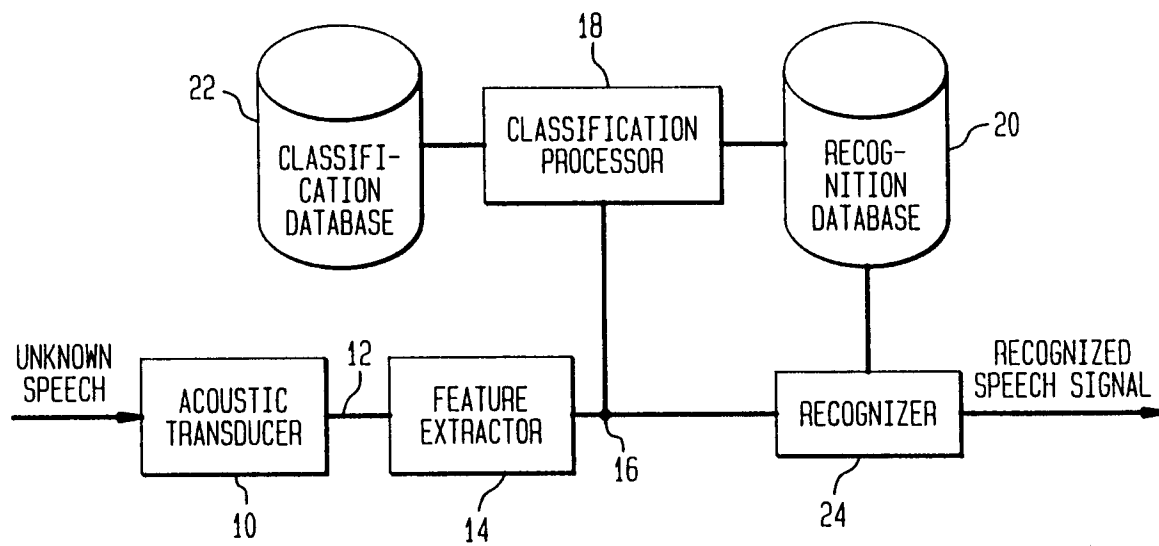 18
22
CLASSIFICATION
PROCESSOR
20
CLASSIFI-
CATION
DATABASE
RECOG-
NITION
DATABASE
UNKNOWN
SPEECH
12
RECOGNIZED
SPEECH SIGNAL
ACOUSTIC
TRANSDUCER
FEATURE
EXTRACTOR
RECOGNIZER
10
14
16
24